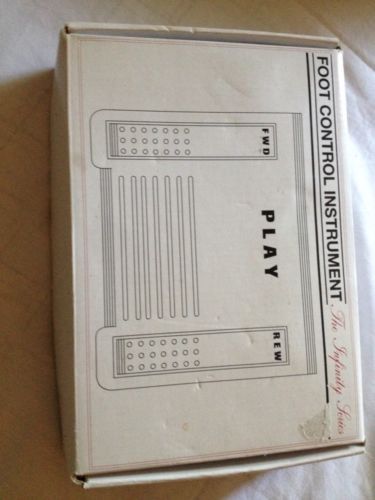 FOOT CONTROL INSTRUMENT The Infinity Series
REW
PLAY
FWD